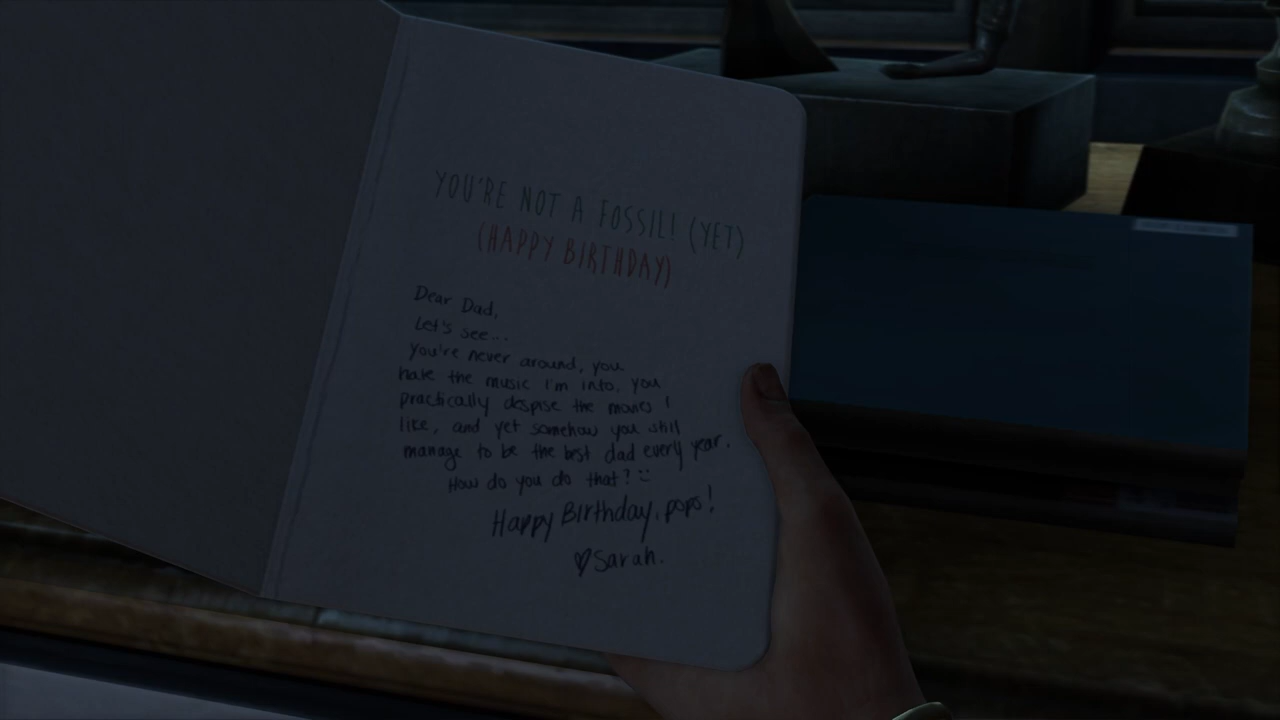 YOU'RE NOT A FOSSIL! (YET)
(HAPPY BIRTHDAY)
Dear Dad,
Let's see...
You're never around, you
hate the music I'm into, you
practically despise the movies I
like, and yet somehow you still
manage to be the best dad every year.
How do you do that? :)
Happy Birthday, pops!
♥Sarah.